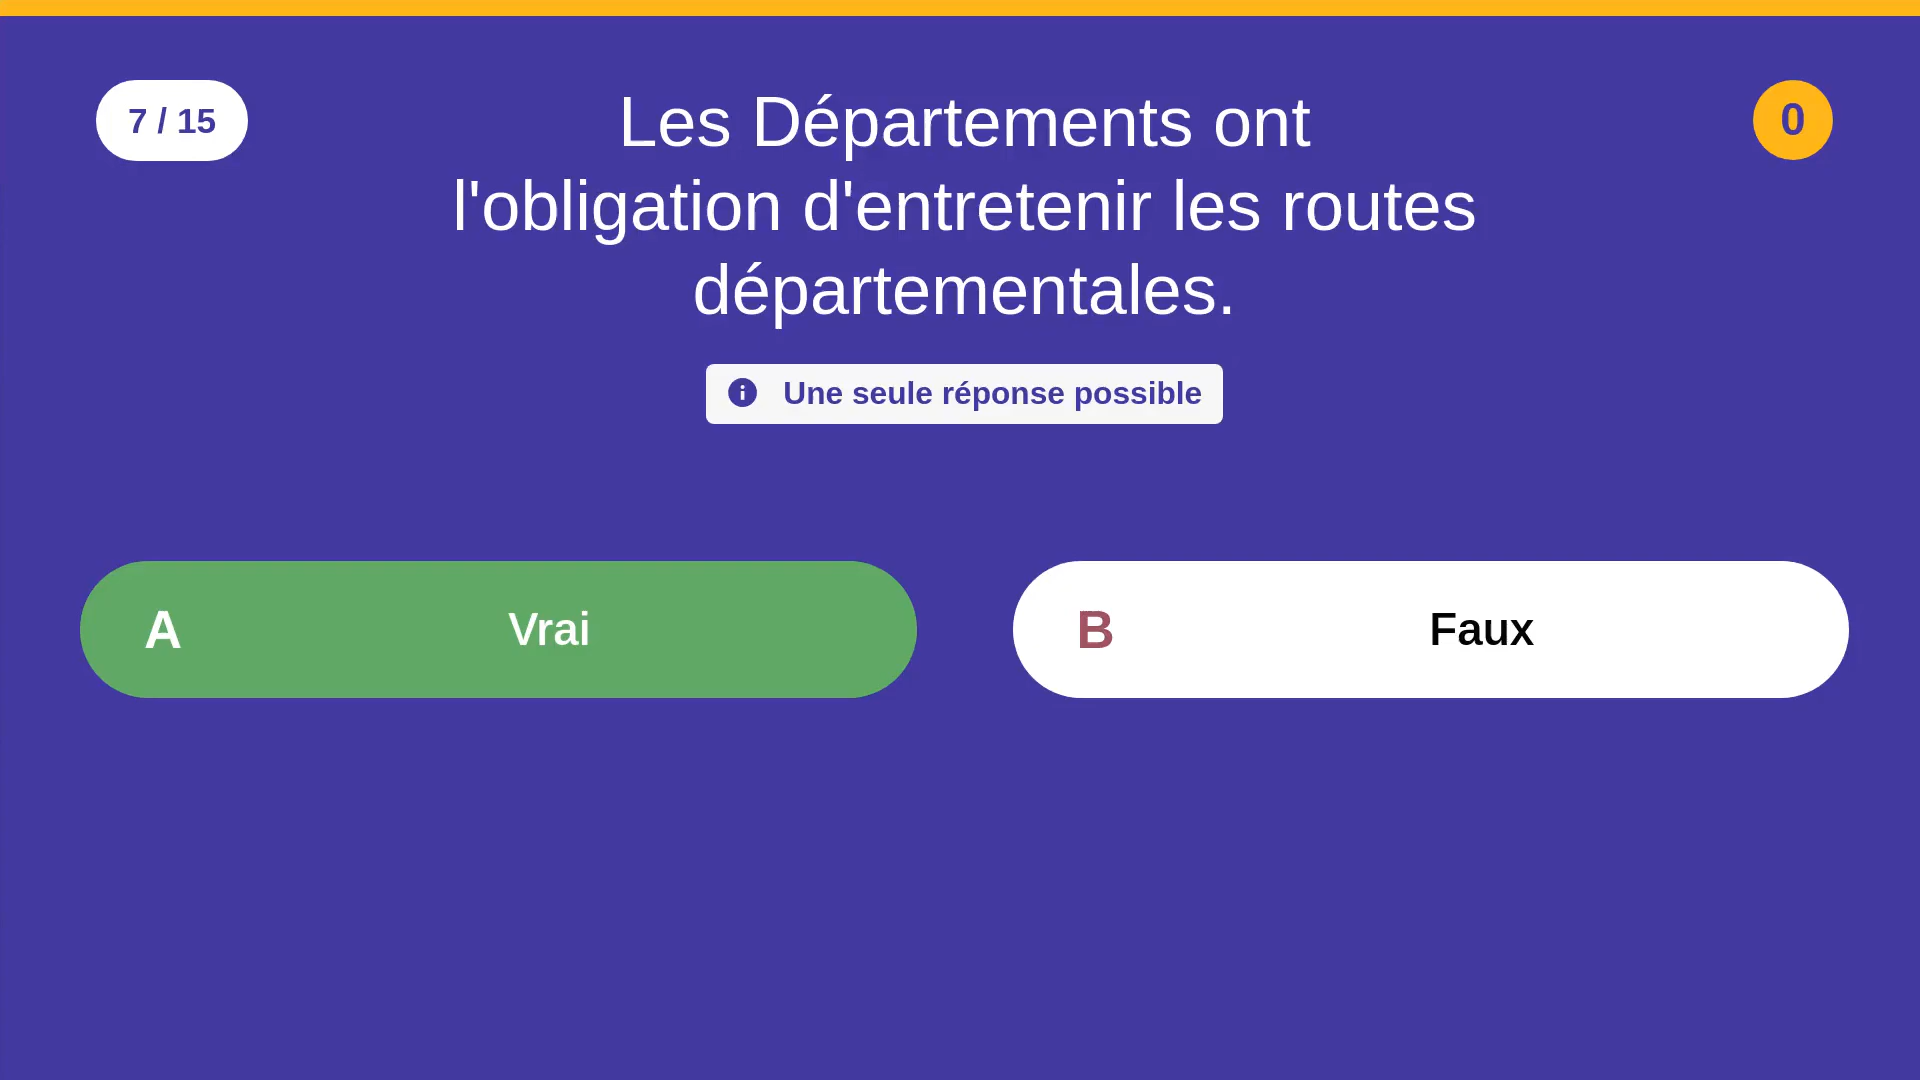 7 / 15
Les Départements ont
l'obligation d'entretenir les routes
départementales.
0
Une seule réponse possible
A Vrai
B Faux